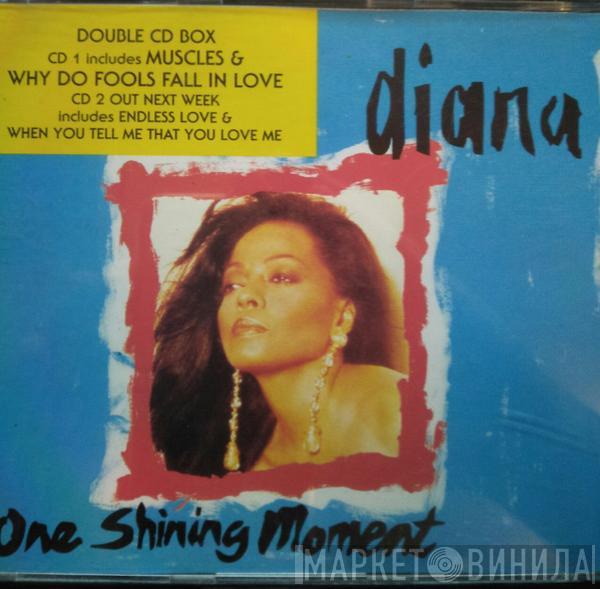 DOUBLE CD BOX
CD 1 includes MUSCLES &
WHY DO FOOLS FALL IN LOVE
CD 2 OUT NEXT WEEK
includes ENDLESS LOVE &
WHEN YOU TELL ME THAT YOU LOVE ME
diana
One Shining Moment
МАРКЕТ ВИНИЛА